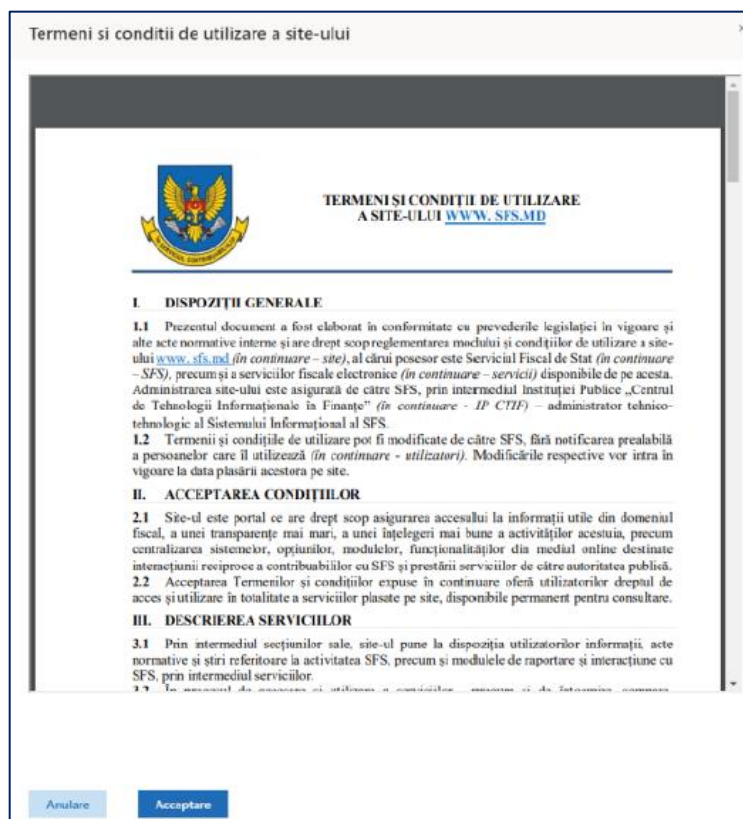 Termeni si conditii de utilizare a site-ului
×
TERMENI ȘI CONDIȚII DE UTILIZARE
A SITE-ULUI WWW. SFS.MD
ÎN SERVICIUL CONTRIBUABILILOR
I. DISPOZIȚII GENERALE
1.1 Prezentul document a fost elaborat în conformitate cu prevederile legislației în vigoare și
alte acte normative interne și are drept scop reglementarea modului și condițiilor de utilizare a site-
ului www. sfs.md (în continuare – site), al cărui posesor este Serviciul Fiscal de Stat (în continuare
– SFS), precum și a serviciilor fiscale electronice (în continuare – servicii) disponibile de pe acesta.
Administrarea site-ului este asigurată de către SFS, prin intermediul Instituției Publice „Centrul
de Tehnologii Informaționale în Finanțe” (în continuare - IP CTIF) – administrator tehnico-
tehnologic al Sistemului Informațional al SFS.
1.2 Termenii și condițiile de utilizare pot fi modificate de către SFS, fără notificarea prealabilă
a persoanelor care îl utilizează (în continuare - utilizatori). Modificările respective vor intra în
vigoare la data plasării acestora pe site.
II. ACCEPTAREA CONDIȚIILOR
2.1 Site-ul este portal ce are drept scop asigurarea accesului la informații utile din domeniul
fiscal, a unei transparențe mai mari, a unei înțelegeri mai bune a activităților acestuia, precum
centralizarea sistemelor, opțiunilor, modulelor, funcționalităților din mediul online destinate
interacțiunii reciproce a contribuabililor cu SFS și prestării serviciilor de către autoritatea publică.
2.2 Acceptarea Termenilor și condițiilor expuse în continuare oferă utilizatorilor dreptul de
acces și utilizare în totalitate a serviciilor plasate pe site, disponibile permanent pentru consultare.
III. DESCRIEREA SERVICIILOR
3.1 Prin intermediul secțiunilor sale, site-ul pune la dispoziția utilizatorilor informații, acte
normative și știri referitoare la activitatea SFS, precum și modulele de raportare și interacțiune cu
SFS, prin intermediul serviciilor.
Anulare
Acceptare